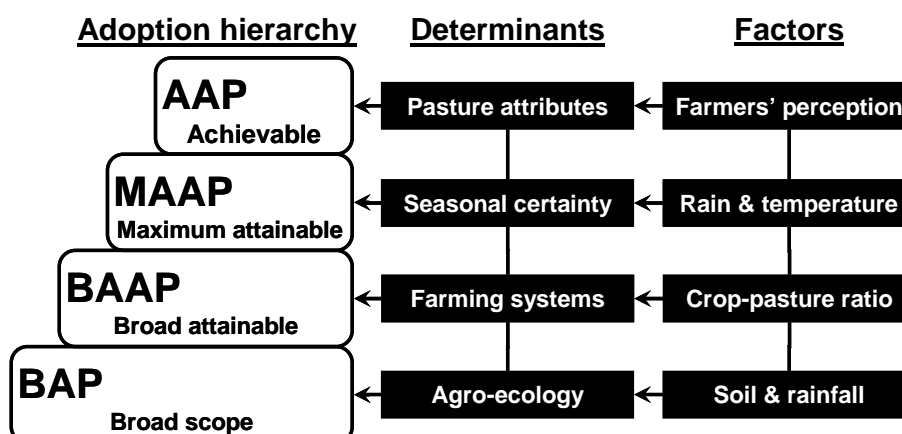 Adoption hierarchy Determinants Factors
AAP
Achievable
Pasture attributes
Farmers' perception
MAAP
Maximum attainable
Seasonal certainty
Rain & temperature
BAAP
Broad attainable
Farming systems
Crop-pasture ratio
BAP
Broad scope
Agro-ecology
Soil & rainfall